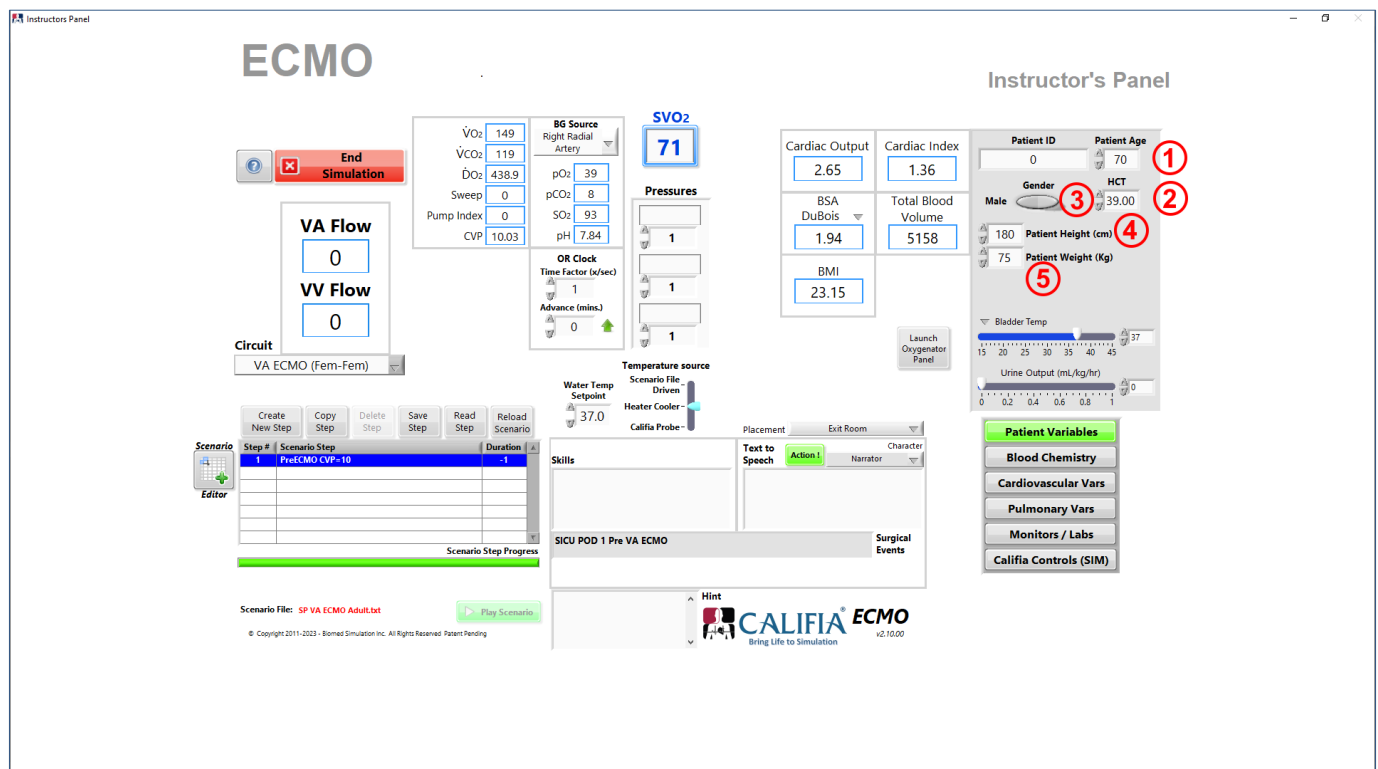 Instructors Panel
ECMO
Instructor's Panel
End
Simulation
VA Flow
0
VV Flow
0
Circuit
VA ECMO (Fem-Fem)
V̇O2 149
V̇CO2 119
ḊO2 438.9
Sweep 0
Pump Index 0
CVP 10.03
BG Source
Right Radial
Artery
pO2 39
pCO2 8
SO2 93
pH 7.84
OR Clock
Time Factor (x/sec)
1
Advance (mins.)
0
SVO2
71
Pressures
1
1
1
Temperature source
Water Temp
Setpoint
37.0
Scenario File
Driven
Heater Cooler
Califia Probe
Cardiac Output
2.65
Cardiac Index
1.36
BSA
DuBois
1.94
Total Blood
Volume
5158
BMI
23.15
Launch
Oxygenator
Panel
Patient ID
0
Patient Age
70
1
Gender
Male
3
HCT
39.00
2
180 Patient Height (cm)
4
75 Patient Weight (Kg)
5
Bladder Temp
37
15 20 25 30 35 40 45
Urine Output (mL/kg/hr)
0
0 0.2 0.4 0.6 0.8 1
Patient Variables
Blood Chemistry
Cardiovascular Vars
Pulmonary Vars
Monitors / Labs
Califia Controls (SIM)
Create
New Step
Copy
Step
Delete
Step
Save
Step
Read
Step
Reload
Scenario
Scenario
Editor
Step # Scenario Step Duration
1 PreECMO CVP=10 -1
Scenario Step Progress
Scenario File: SP VA ECMO Adult.txt
Play Scenario
© Copyright 2011-2023 - Biomed Simulation Inc. All Rights Reserved Patent Pending
Placement Exit Room
Skills
Text to
Speech
Action !
Character
Narrator
SICU POD 1 Pre VA ECMO
Surgical
Events
Hint
CALIFIA® ECMO
Bring Life to Simulation
v2.10.00